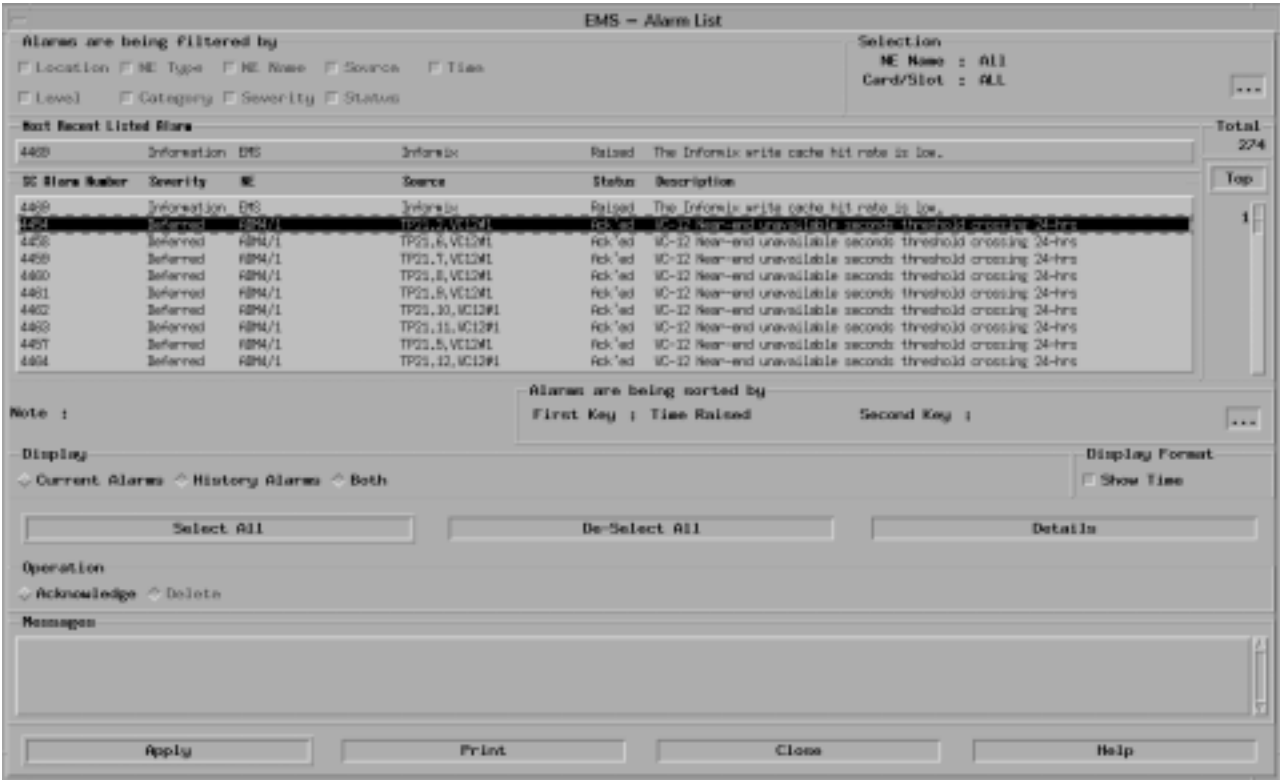 EMS - Alarm List
Alarms are being filtered by
Location NE Type NE Name Source Time
Level Category Severity Status
Selection
NE Name : All
Card/Slot : ALL
...
Most Recent Listed Alarm
4469 Information EMS Informix Raised The Informix write cache hit rate is low.
Total
274
SC Alarm Number Severity NE Source Status Description
Top
4469 Information EMS Informix Raised The Informix write cache hit rate is low.
1
4454 Deferred ADM4/1 Ack'ed VC-12 Near-end unavailable seconds threshold crossing 24-hrs
4458 Deferred ADM4/1 TP21,6,VC12#1 Ack'ed VC-12 Near-end unavailable seconds threshold crossing 24-hrs
4459 Deferred ADM4/1 TP21,7,VC12#1 Ack'ed VC-12 Near-end unavailable seconds threshold crossing 24-hrs
4460 Deferred ADM4/1 TP21,8,VC12#1 Ack'ed VC-12 Near-end unavailable seconds threshold crossing 24-hrs
4461 Deferred ADM4/1 TP21,9,VC12#1 Ack'ed VC-12 Near-end unavailable seconds threshold crossing 24-hrs
4462 Deferred ADM4/1 TP21,10,VC12#1 Ack'ed VC-12 Near-end unavailable seconds threshold crossing 24-hrs
4463 Deferred ADM4/1 TP21,11,VC12#1 Ack'ed VC-12 Near-end unavailable seconds threshold crossing 24-hrs
4457 Deferred ADM4/1 TP21,5,VC12#1 Ack'ed VC-12 Near-end unavailable seconds threshold crossing 24-hrs
4464 Deferred ADM4/1 TP21,12,VC12#1 Ack'ed VC-12 Near-end unavailable seconds threshold crossing 24-hrs
Note :
Alarms are being sorted by
First Key : Time Raised Second Key :
...
Display
Current Alarms History Alarms Both
Display Format
Show Time
Select All De-Select All Details
Operation
Acknowledge Delete
Messages
Apply Print Close Help